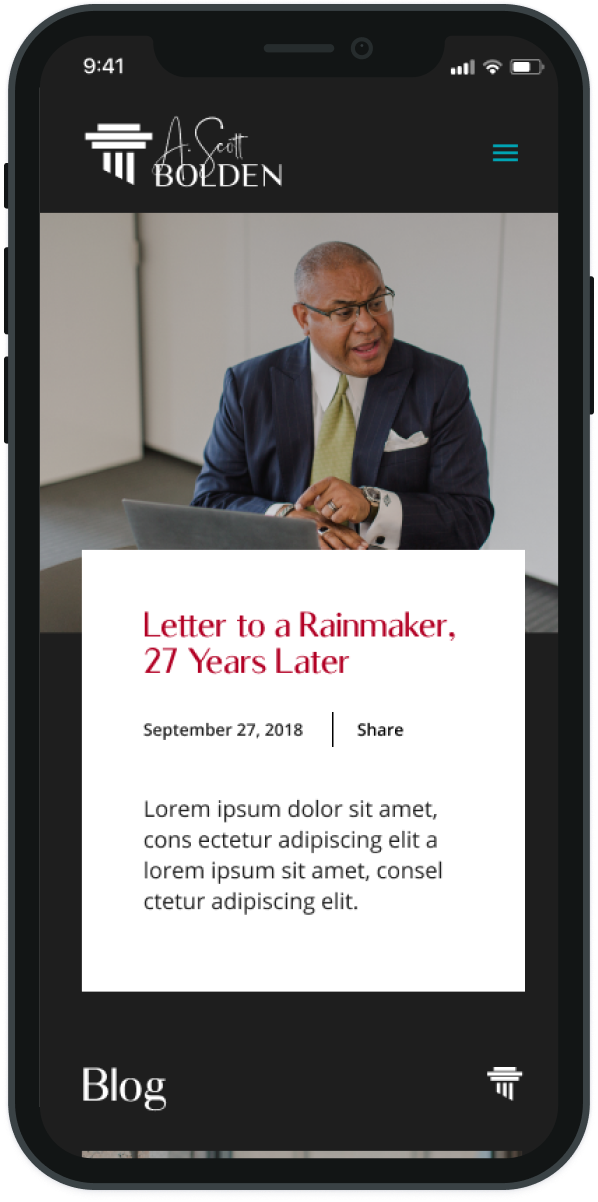 9:41
A. Scott
BOLDEN
Letter to a Rainmaker,
27 Years Later
September 27, 2018 Share
Lorem ipsum dolor sit amet,
cons ectetur adipiscing elit a
lorem ipsum sit amet, consel
ctetur adipiscing elit.
Blog